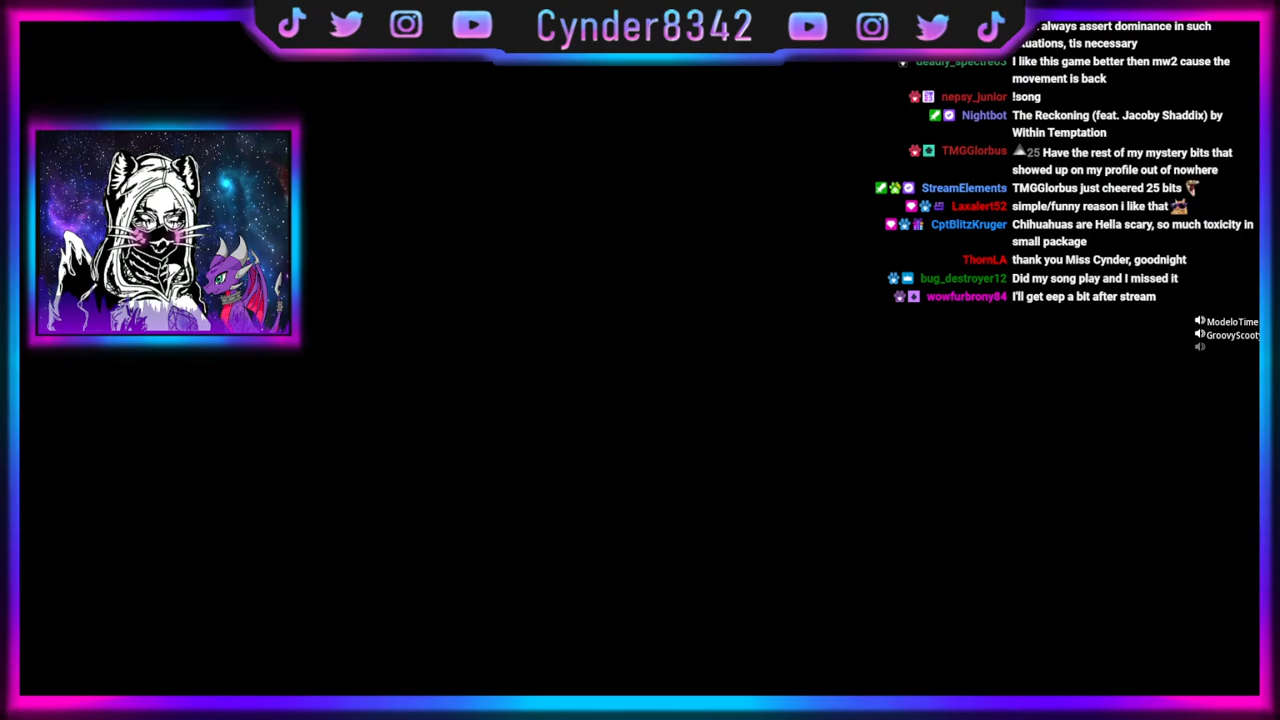 Cynder8342
always assert dominance in such
tuations, tis necessary
deadly_spectre63 I like this game better then mw2 cause the
movement is back
nepsy_junior !song
Nightbot The Reckoning (feat. Jacoby Shaddix) by
Within Temptation
TMGGlorbus 25 Have the rest of my mystery bits that
showed up on my profile out of nowhere
StreamElements TMGGlorbus just cheered 25 bits
Laxalert52 simple/funny reason i like that
CptBlitzKruger Chihuahuas are Hella scary, so much toxicity in
small package
ThornLA thank you Miss Cynder, goodnight
bug_destroyer12 Did my song play and I missed it
wowfurbrony84 I'll get eep a bit after stream
ModeloTime
GroovyScooty